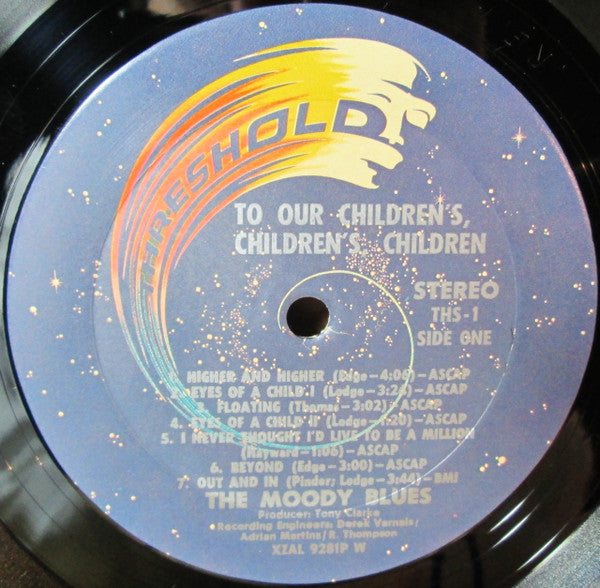 THRESHOLD
TO OUR CHILDREN'S,
CHILDREN'S CHILDREN
STEREO
THS-1
SIDE ONE
1. HIGHER AND HIGHER (Edge-4:06)-ASCAP
2. EYES OF A CHILD I (Lodge-3:24)-ASCAP
FLOATING (Thomas-3:02)-ASCAP
4. EYES OF A CHILD II (Lodge-1:20)-ASCAP
5. I NEVER THOUGHT I'D LIVE TO BE A MILLION
(Hayward-1:06)-ASCAP
6. BEYOND (Edge-3:00)-ASCAP
7. OUT AND IN (Pinder; Lodge-3:44)-BMI
THE MOODY BLUES
Producer: Tony Clarke
Recording Engineers: Derek Varnals/
Adrian Martins/R. Thompson
XZAL 9281P W